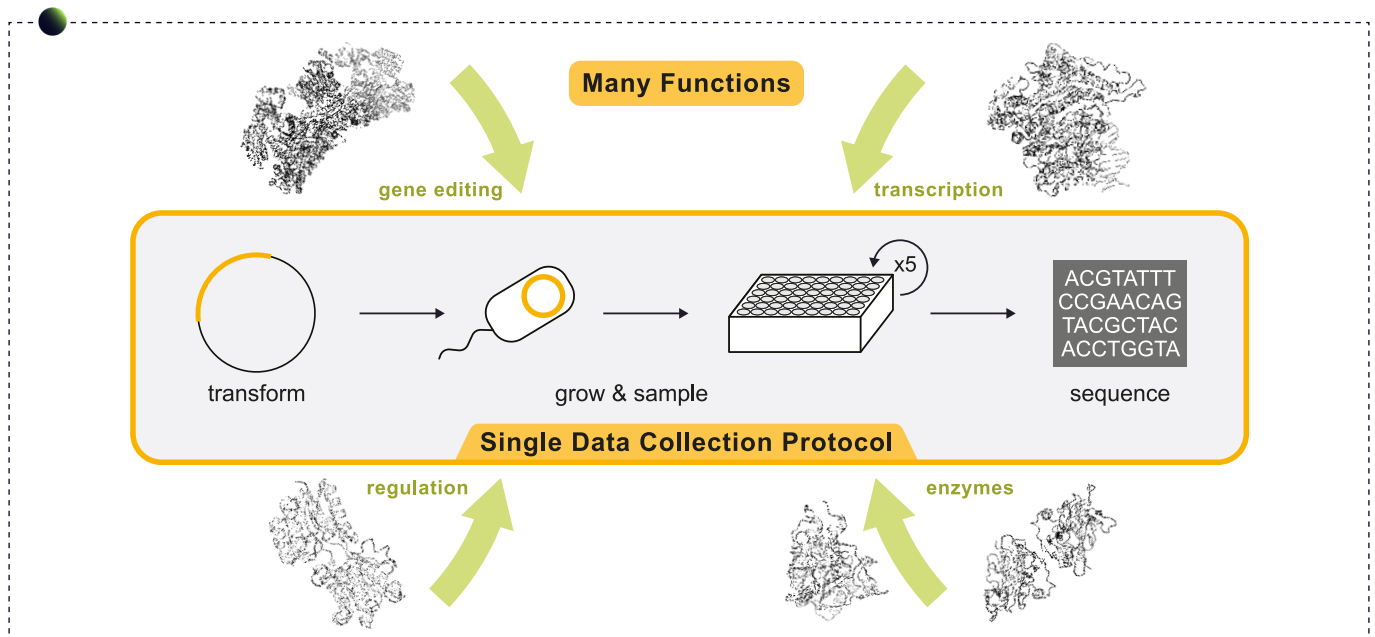 Many Functions
gene editing
transcription
x5
ACGTATTT
CCGAACAG
TACGCTAC
ACCTGGTA
transform
grow & sample
sequence
Single Data Collection Protocol
regulation
enzymes